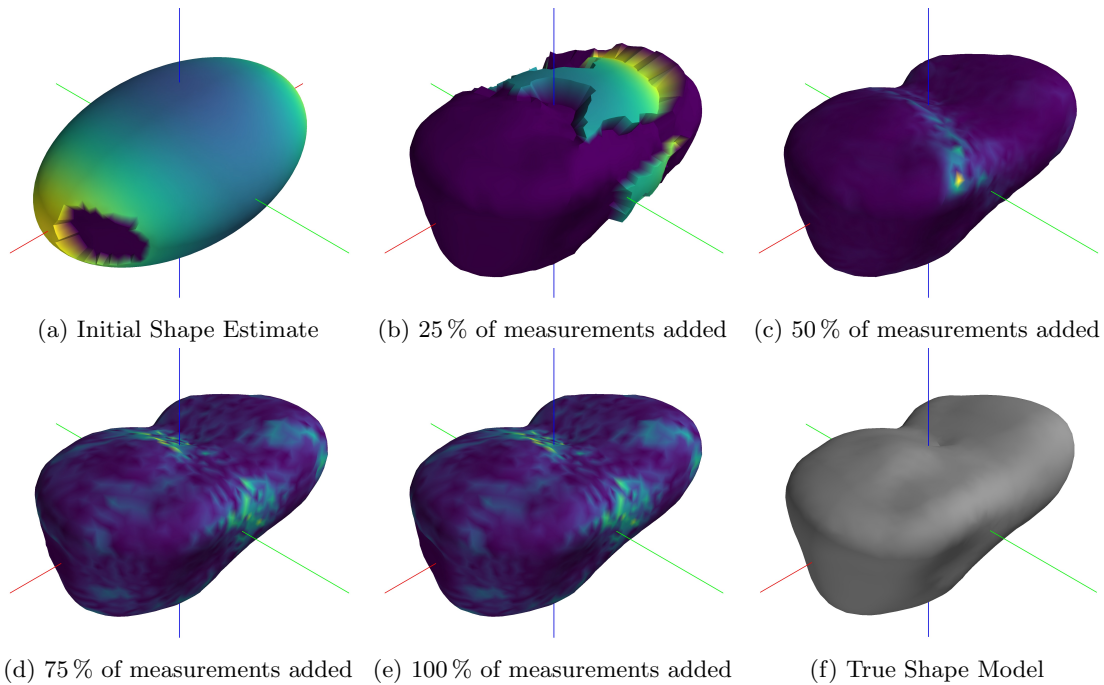 (a) Initial Shape Estimate
(b) 25 % of measurements added
(c) 50 % of measurements added
(d) 75 % of measurements added
(e) 100 % of measurements added
(f) True Shape Model